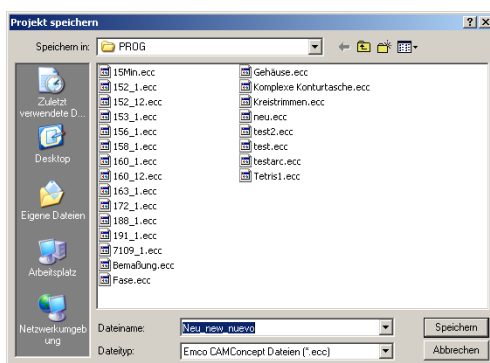 Projekt speichern
Speichern in:
PROG
Zuletzt
verwendete D...
Desktop
Eigene Dateien
Arbeitsplatz
Netzwerkumgeb
ung
15Min.ecc
152_1.ecc
152_12.ecc
153_1.ecc
156_1.ecc
158_1.ecc
160_1.ecc
160_12.ecc
163_1.ecc
172_1.ecc
188_1.ecc
191_1.ecc
7109_1.ecc
Bemaßung.ecc
Fase.ecc
Gehäuse.ecc
Komplexe Konturtasche.ecc
Kreistrimmen.ecc
neu.ecc
test2.ecc
test.ecc
testarc.ecc
Tetris1.ecc
Dateiname:
Neu_new_nuevo
Speichern
Dateityp:
Emco CAMConcept Dateien (*.ecc)
Abbrechen